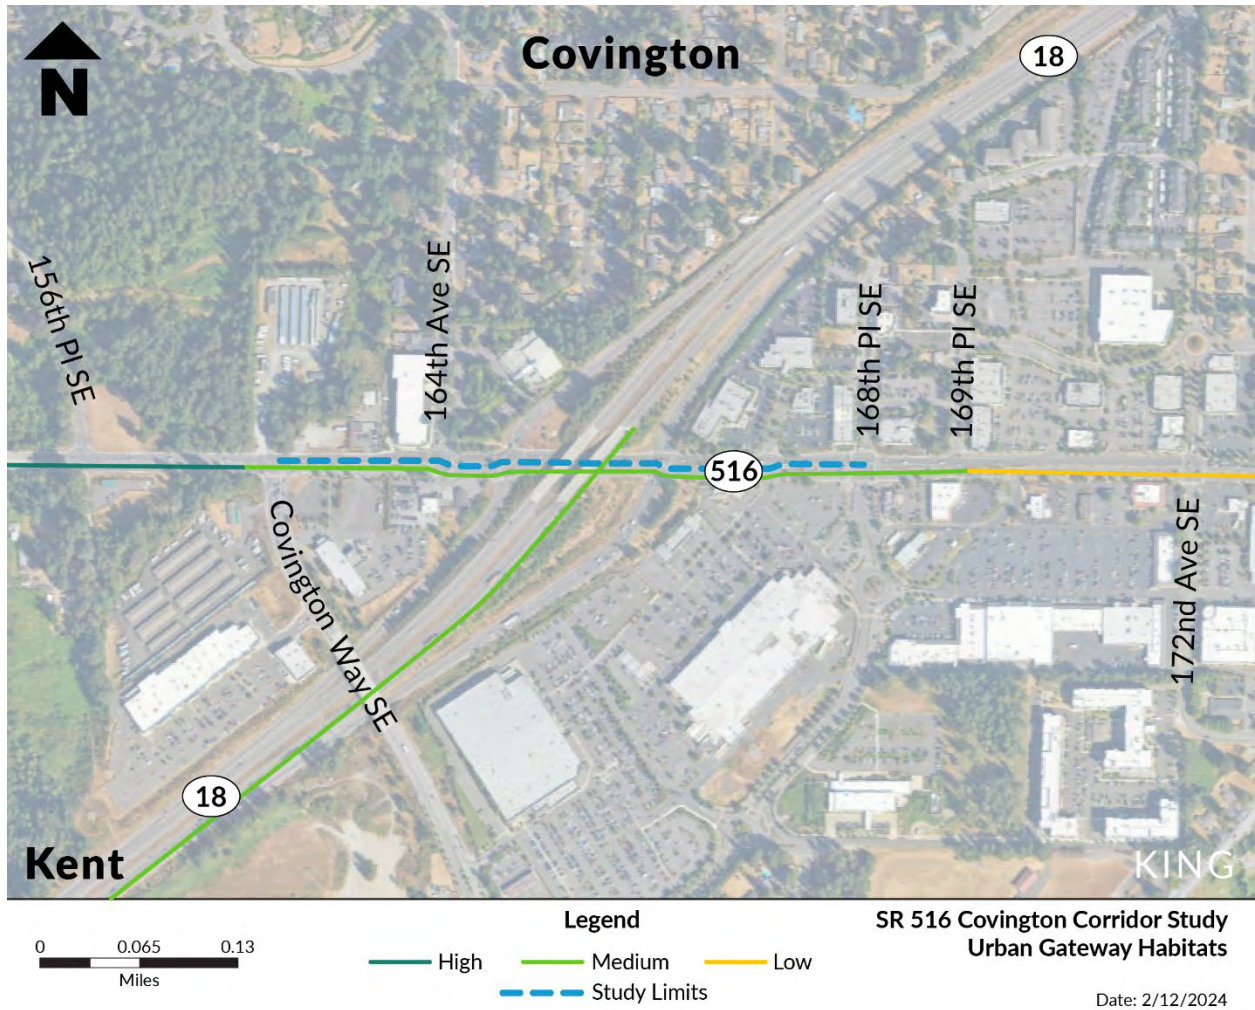 N
Covington
18
156th Pl SE
164th Ave SE
168th Pl SE
169th Pl SE
516
Covington Way SE
172nd Ave SE
18
Kent
KING
0 0.065 0.13
Miles
Legend
High Medium Low
Study Limits
SR 516 Covington Corridor Study
Urban Gateway Habitats
Date: 2/12/2024